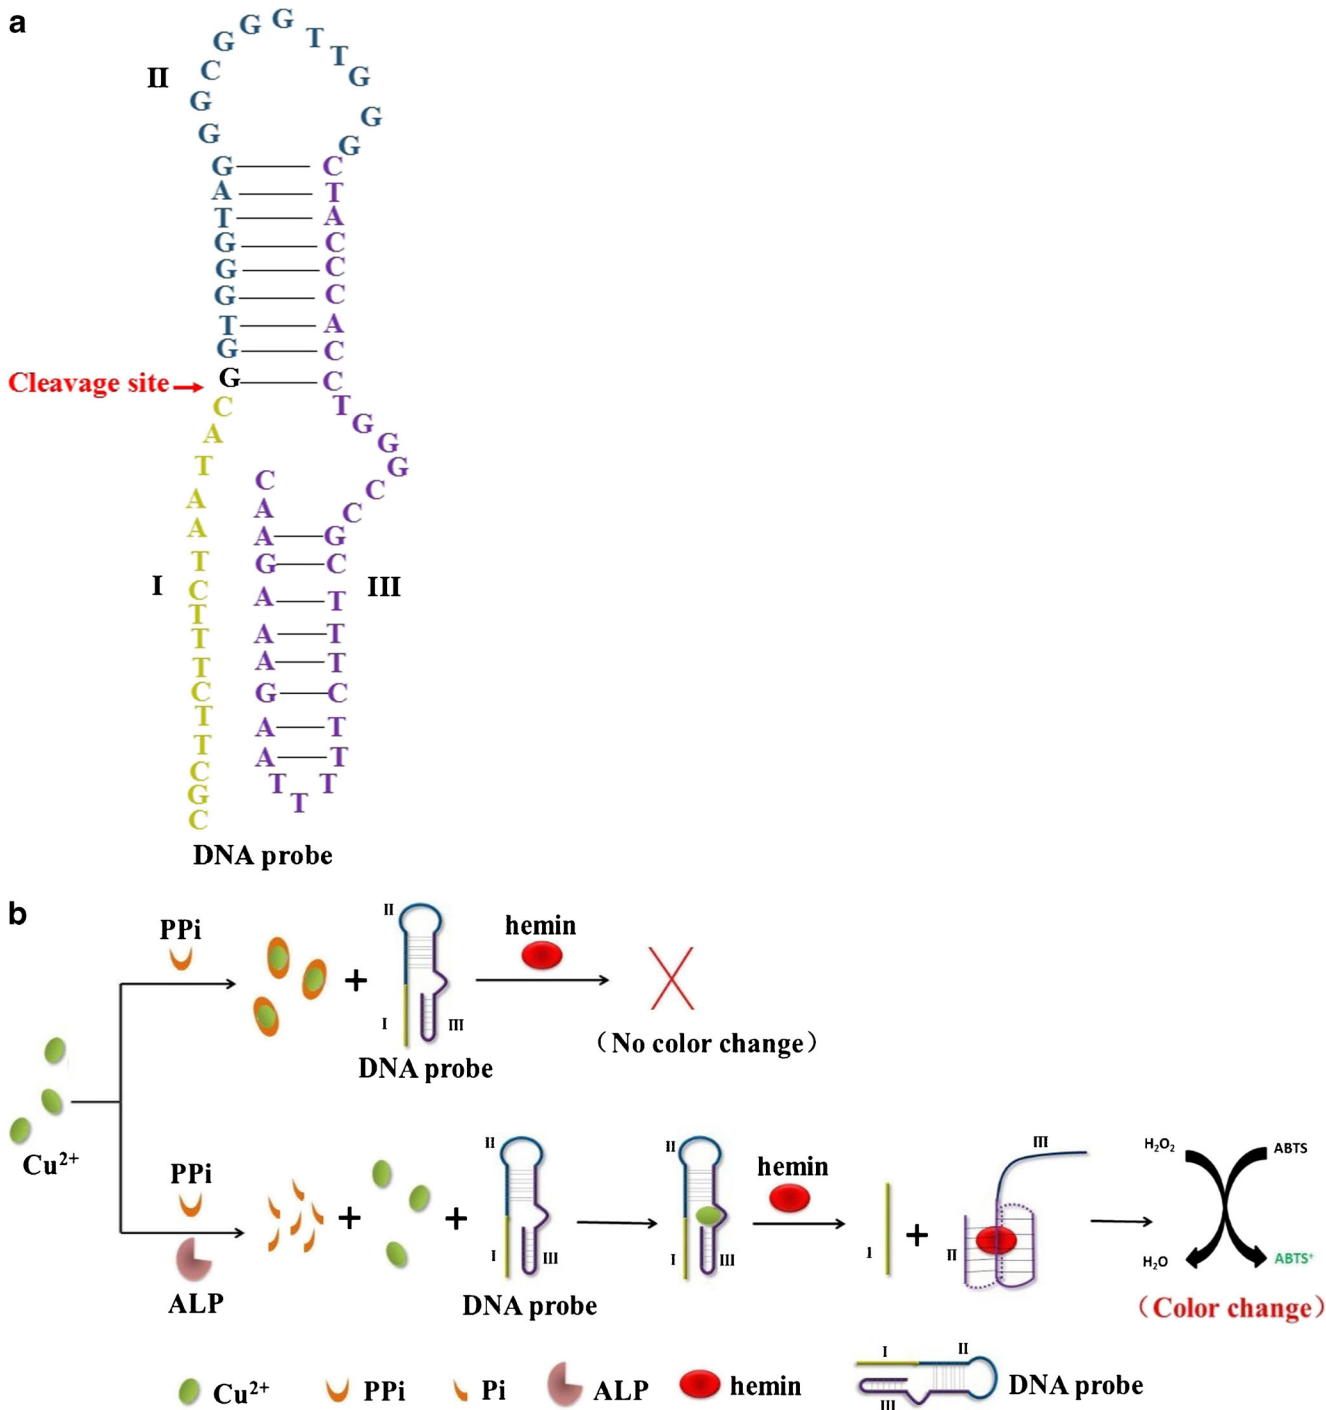 a
II
G G G T T G
C
G
G
G
G
G C
A T
T A
G C
G C
G C
T A
G C
Cleavage site
G C
C T
A G
T G
G
C
A C
A C
A A G
T G C
I
III
C A T
T
T A T
T A T
C G C
T
T A T
C A T
G T T
T
C
DNA probe
b
PPi
II
hemin
I
III
DNA probe
(No color change)
Cu²⁺
PPi
ALP
II
I
III
DNA probe
II
I
III
hemin
I
III
II
H₂O₂
ABTS
H₂O
ABTS⁺
(Color change)
Cu²⁺
PPi
Pi
ALP
hemin
I
II
III
DNA probe